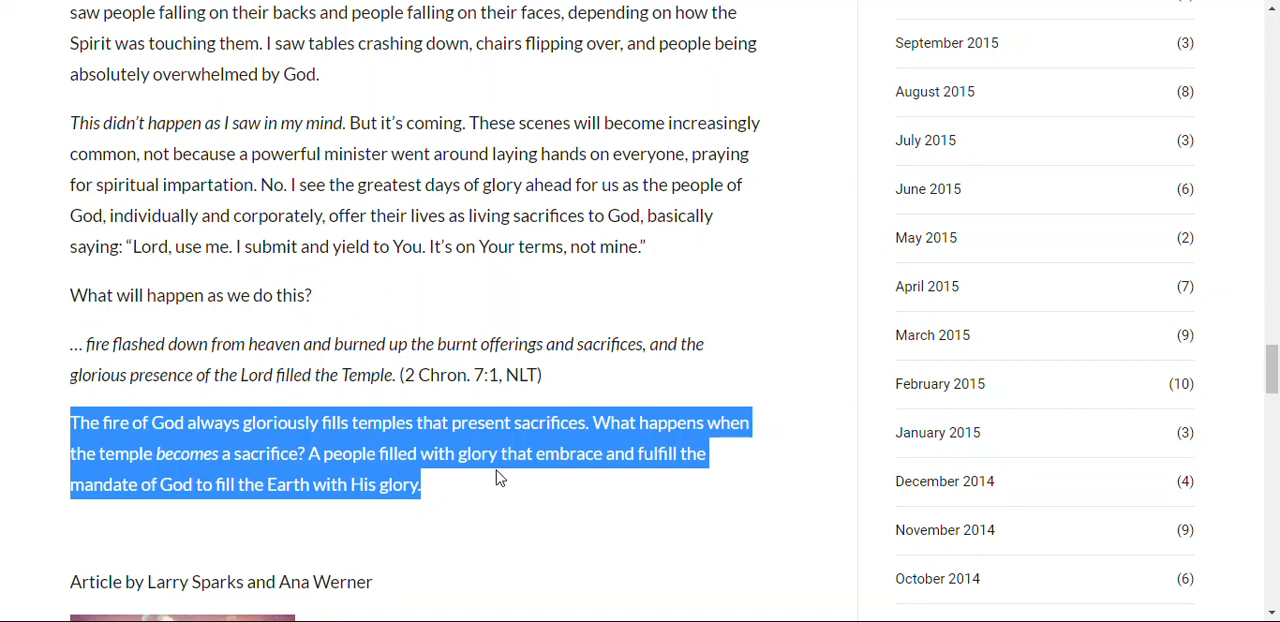 saw people falling on their backs and people falling on their faces, depending on how the
Spirit was touching them. I saw tables crashing down, chairs flipping over, and people being
absolutely overwhelmed by God.
This didn’t happen as I saw in my mind. But it’s coming. These scenes will become increasingly
common, not because a powerful minister went around laying hands on everyone, praying
for spiritual impartation. No. I see the greatest days of glory ahead for us as the people of
God, individually and corporately, offer their lives as living sacrifices to God, basically
saying: “Lord, use me. I submit and yield to You. It’s on Your terms, not mine.”
What will happen as we do this?
… fire flashed down from heaven and burned up the burnt offerings and sacrifices, and the
glorious presence of the Lord filled the Temple. (2 Chron. 7:1, NLT)
The fire of God always gloriously fills temples that present sacrifices. What happens when
the temple becomes a sacrifice? A people filled with glory that embrace and fulfill the
mandate of God to fill the Earth with His glory.
Article by Larry Sparks and Ana Werner
September 2015 (3)
August 2015 (8)
July 2015 (3)
June 2015 (6)
May 2015 (2)
April 2015 (7)
March 2015 (9)
February 2015 (10)
January 2015 (3)
December 2014 (4)
November 2014 (9)
October 2014 (6)